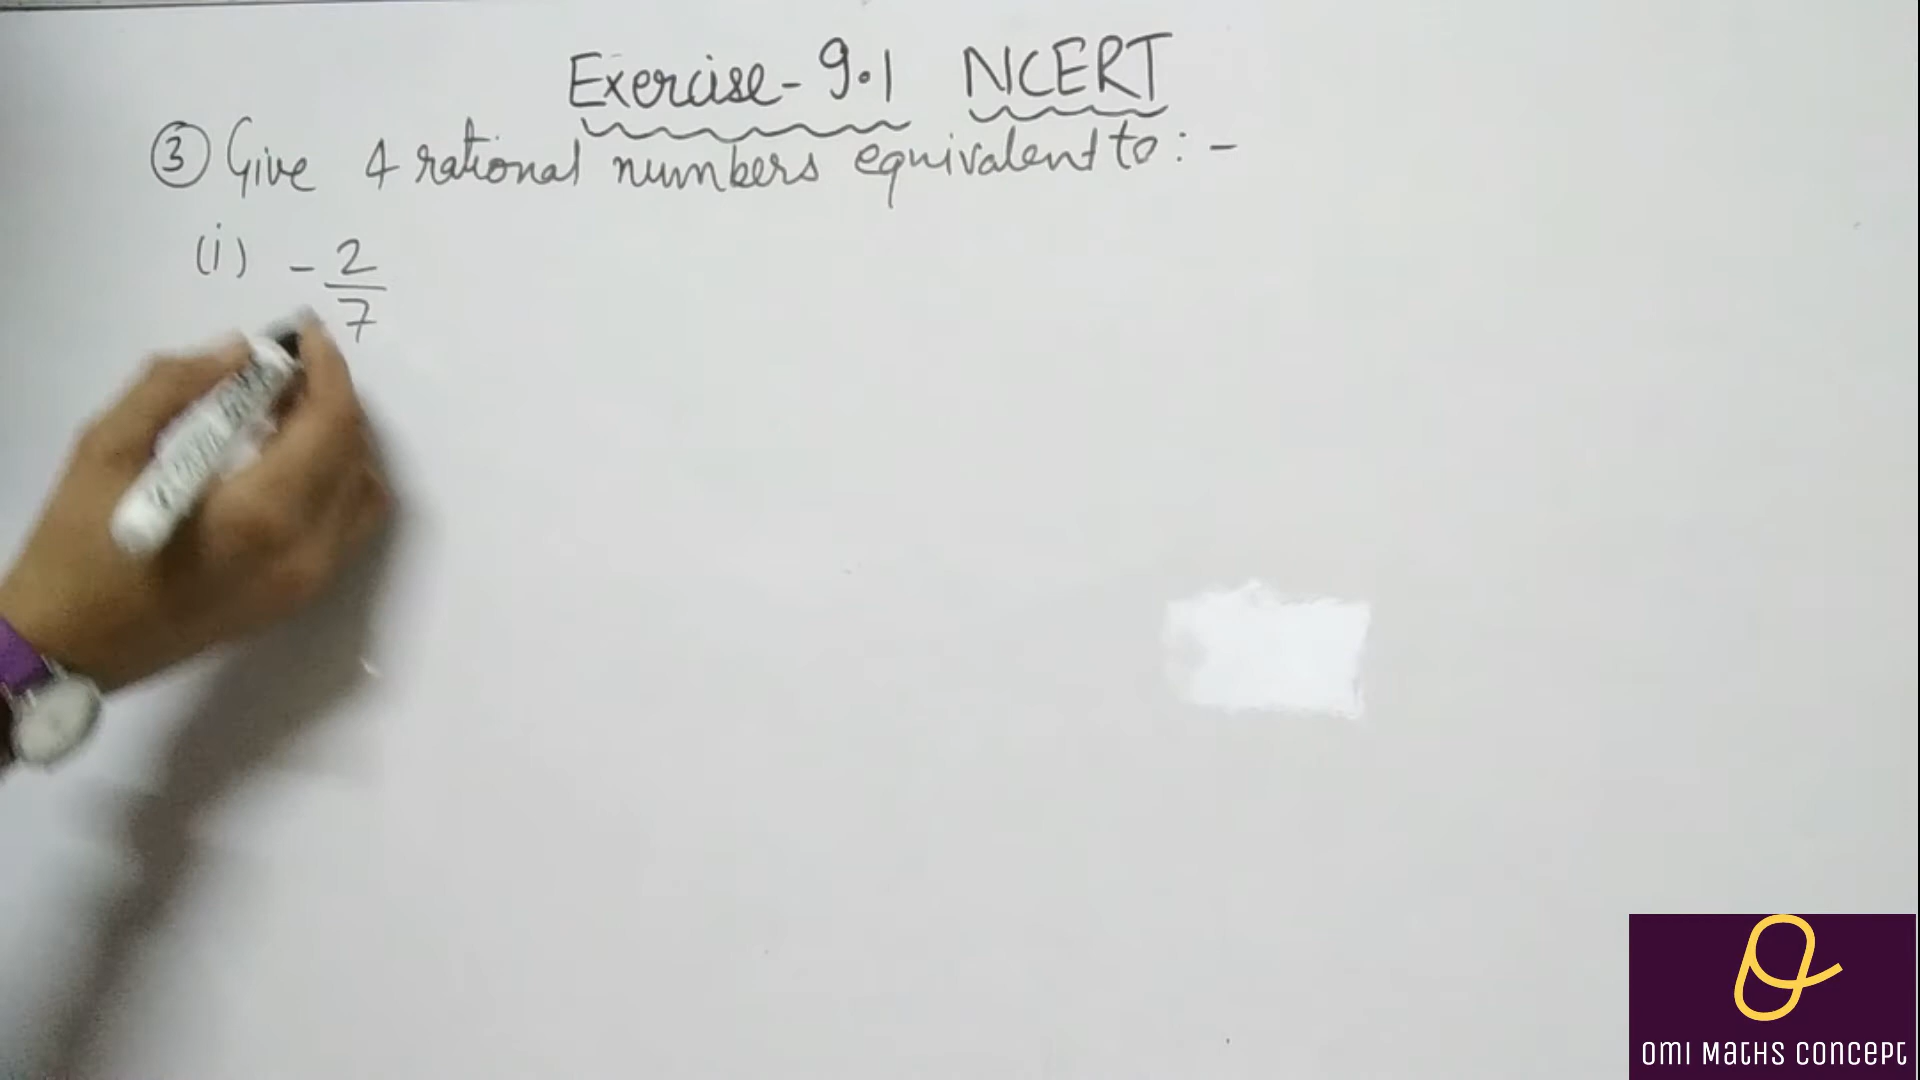 Exercise-9.1 NCERT
③ Give 4 rational numbers equivalent to :-
(i) -2/7
OMI MATHS CONCEPT